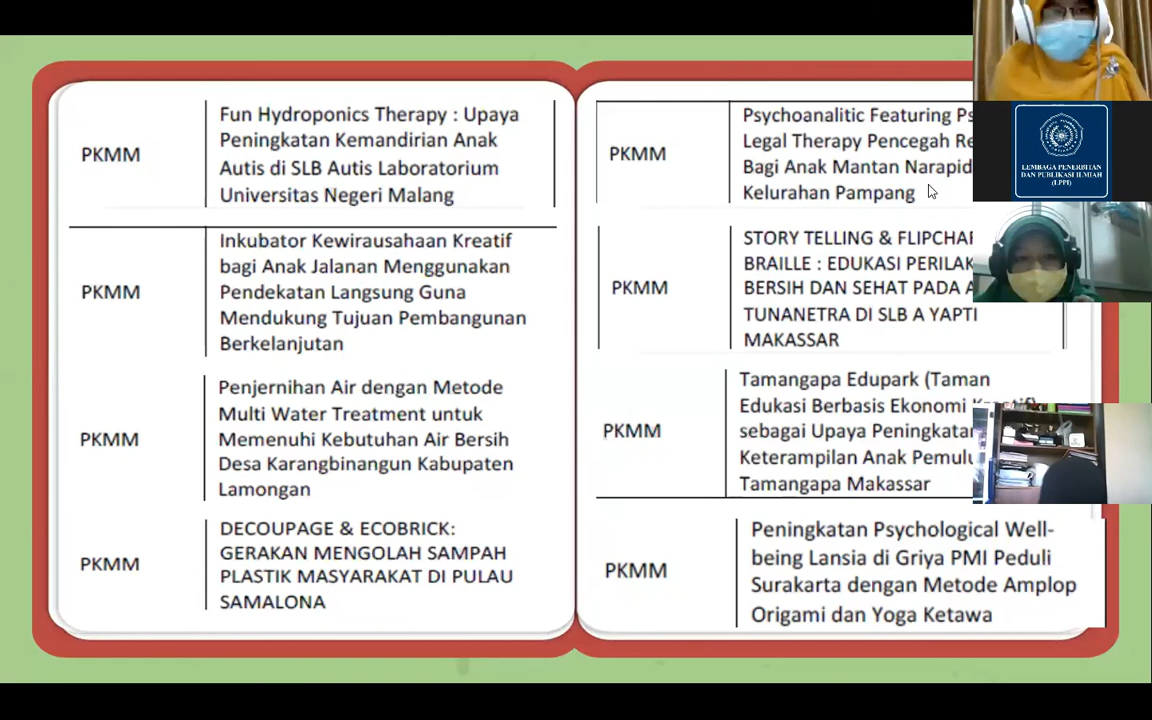 PKMM
Fun Hydroponics Therapy : Upaya
Peningkatan Kemandirian Anak
Autis di SLB Autis Laboratorium
Universitas Negeri Malang
PKMM
Inkubator Kewirausahaan Kreatif
bagi Anak Jalanan Menggunakan
Pendekatan Langsung Guna
Mendukung Tujuan Pembangunan
Berkelanjutan
PKMM
Penjernihan Air dengan Metode
Multi Water Treatment untuk
Memenuhi Kebutuhan Air Bersih
Desa Karangbinangun Kabupaten
Lamongan
PKMM
DECOUPAGE & ECOBRICK:
GERAKAN MENGOLAH SAMPAH
PLASTIK MASYARAKAT DI PULAU
SAMALONA
PKMM
Psychoanalitic Featuring
Legal Therapy Pencegah
Bagi Anak Mantan
Kelurahan Pampang
PKMM
STORY TELLING &
BRAILLE : EDUKASI
BERSIH DAN SEHAT PADA
TUNANETRA DI SLB A YAPTI
MAKASSAR
PKMM
Tamangapa Edupark (Taman
Edukasi Berbasis Ekonomi
sebagai Upaya
Keterampilan Anak
Tamangapa Makassar
PKMM
Peningkatan Psychological Well-
being Lansia di Griya PMI Peduli
Surakarta dengan Metode Amplop
Origami dan Yoga Ketawa
LEMBAGA PENERBITAN
DAN PUBLIKASI ILMIAH
(LPPI)